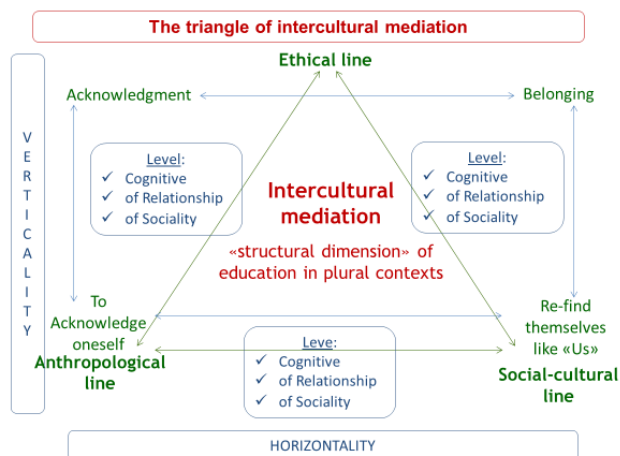 The triangle of intercultural mediation
Ethical line
Acknowledgment
Belonging
VERTICALITY
Level:
✓ Cognitive
✓ of Relationship
✓ of Sociality
Level:
✓ Cognitive
✓ of Relationship
✓ of Sociality
Intercultural
mediation
«structural dimension» of
education in plural contexts
To
Acknowledge
oneself
Anthropological
line
Re-find
themselves
like «Us»
Social-cultural
line
Leve:
✓ Cognitive
✓ of Relationship
✓ of Sociality
HORIZONTALITY